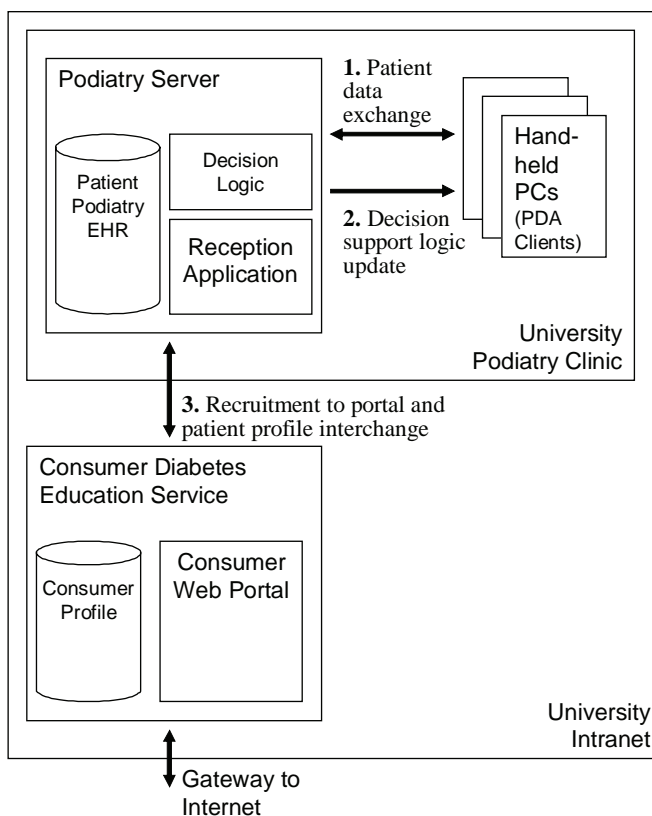 Podiatry Server
Patient
Podiatry
EHR
Decision
Logic
Reception
Application
1. Patient
data
exchange
2. Decision
support logic
update
Hand-
held
PCs
(PDA
Clients)
University
Podiatry Clinic
3. Recruitment to portal and
patient profile interchange
Consumer Diabetes
Education Service
Consumer
Profile
Consumer
Web Portal
University
Intranet
Gateway to
Internet